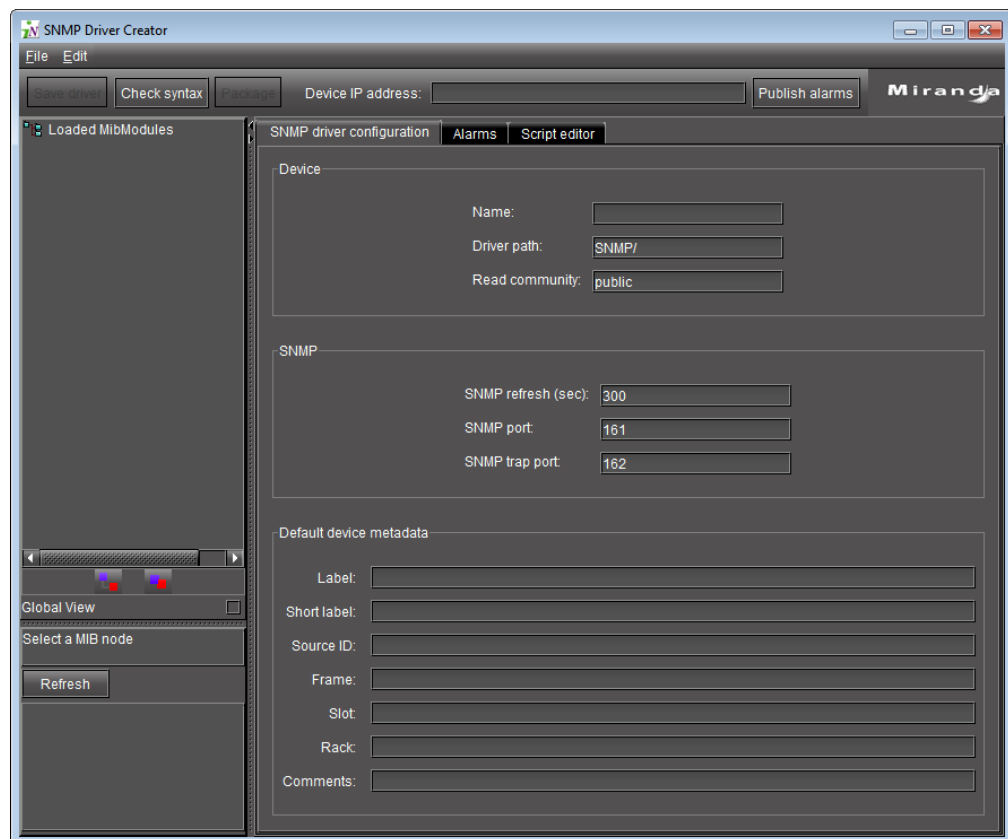 SNMP Driver Creator
File Edit
Save driver Check syntax Package Device IP address: Publish alarms Miranda
Loaded MibModules
SNMP driver configuration Alarms Script editor
Device
Name:
Driver path: SNMP/
Read community: public
SNMP
SNMP refresh (sec): 300
SNMP port: 161
SNMP trap port: 162
Default device metadata
Label:
Short label:
Global View
Source ID:
Select a MIB node
Frame:
Refresh
Slot:
Rack:
Comments: